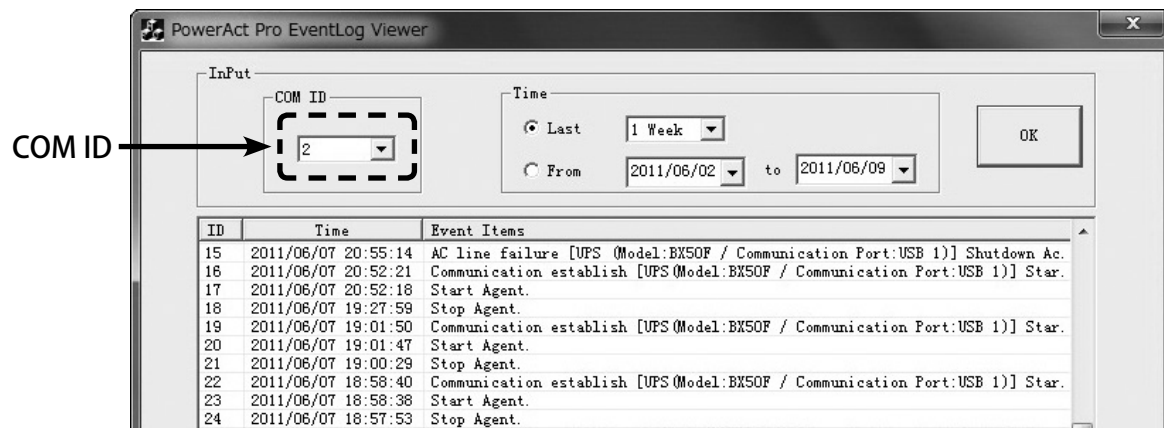 PowerAct Pro EventLog Viewer
X
InPut
COM ID
Time
COM ID
2
Last
1 Week
OK
From
2011/06/02
to
2011/06/09
ID Time Event Items
15 2011/06/07 20:55:14 AC line failure [UPS (Model:BX50F / Communication Port:USB 1)] Shutdown Ac.
16 2011/06/07 20:52:21 Communication establish [UPS(Model:BX50F / Communication Port:USB 1)] Star.
17 2011/06/07 20:52:18 Start Agent.
18 2011/06/07 19:27:59 Stop Agent.
19 2011/06/07 19:01:50 Communication establish [UPS(Model:BX50F / Communication Port:USB 1)] Star.
20 2011/06/07 19:01:47 Start Agent.
21 2011/06/07 19:00:29 Stop Agent.
22 2011/06/07 18:58:40 Communication establish [UPS(Model:BX50F / Communication Port:USB 1)] Star.
23 2011/06/07 18:58:38 Start Agent.
24 2011/06/07 18:57:53 Stop Agent.